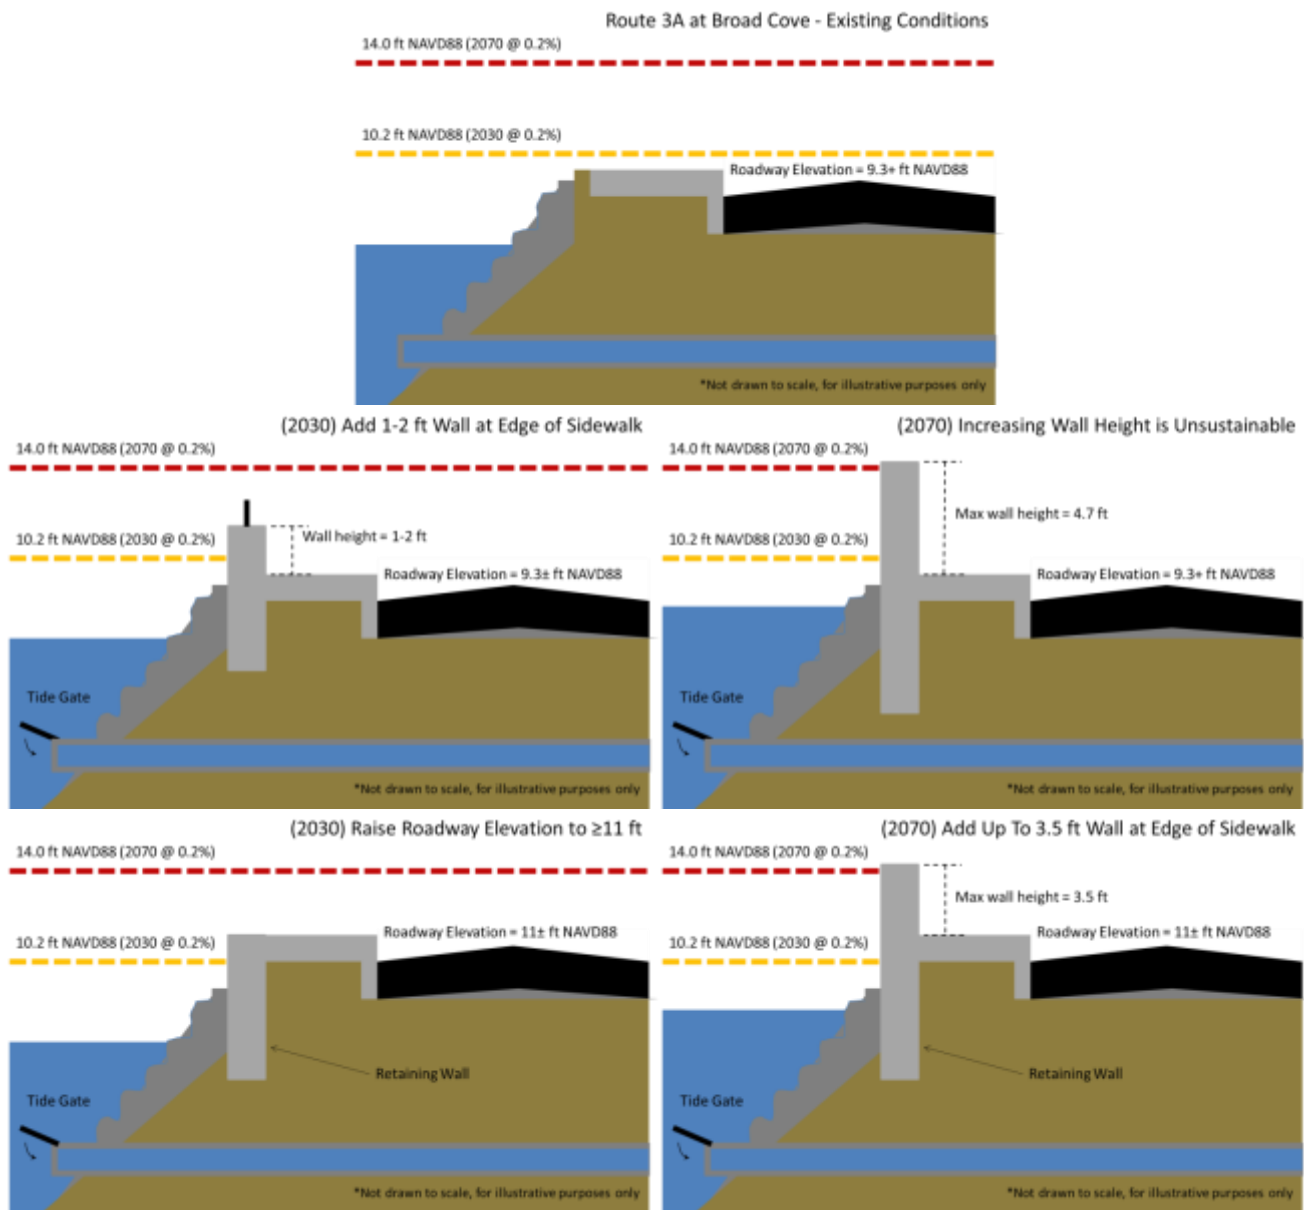 Route 3A at Broad Cove - Existing Conditions
14.0 ft NAVD88 (2070 @ 0.2%)
10.2 ft NAVD88 (2030 @ 0.2%)
Roadway Elevation = 9.3+ ft NAVD88
*Not drawn to scale, for illustrative purposes only
(2030) Add 1-2 ft Wall at Edge of Sidewalk
14.0 ft NAVD88 (2070 @ 0.2%)
10.2 ft NAVD88 (2030 @ 0.2%)
Wall height = 1-2 ft
Roadway Elevation = 9.3± ft NAVD88
Tide Gate
*Not drawn to scale, for illustrative purposes only
(2070) Increasing Wall Height is Unsustainable
14.0 ft NAVD88 (2070 @ 0.2%)
Max wall height = 4.7 ft
10.2 ft NAVD88 (2030 @ 0.2%)
Roadway Elevation = 9.3+ ft NAVD88
Tide Gate
*Not drawn to scale, for illustrative purposes only
(2030) Raise Roadway Elevation to ≥11 ft
14.0 ft NAVD88 (2070 @ 0.2%)
10.2 ft NAVD88 (2030 @ 0.2%)
Roadway Elevation = 11± ft NAVD88
Retaining Wall
Tide Gate
*Not drawn to scale, for illustrative purposes only
(2070) Add Up To 3.5 ft Wall at Edge of Sidewalk
14.0 ft NAVD88 (2070 @ 0.2%)
Max wall height = 3.5 ft
10.2 ft NAVD88 (2030 @ 0.2%)
Roadway Elevation = 11± ft NAVD88
Retaining Wall
Tide Gate
*Not drawn to scale, for illustrative purposes only